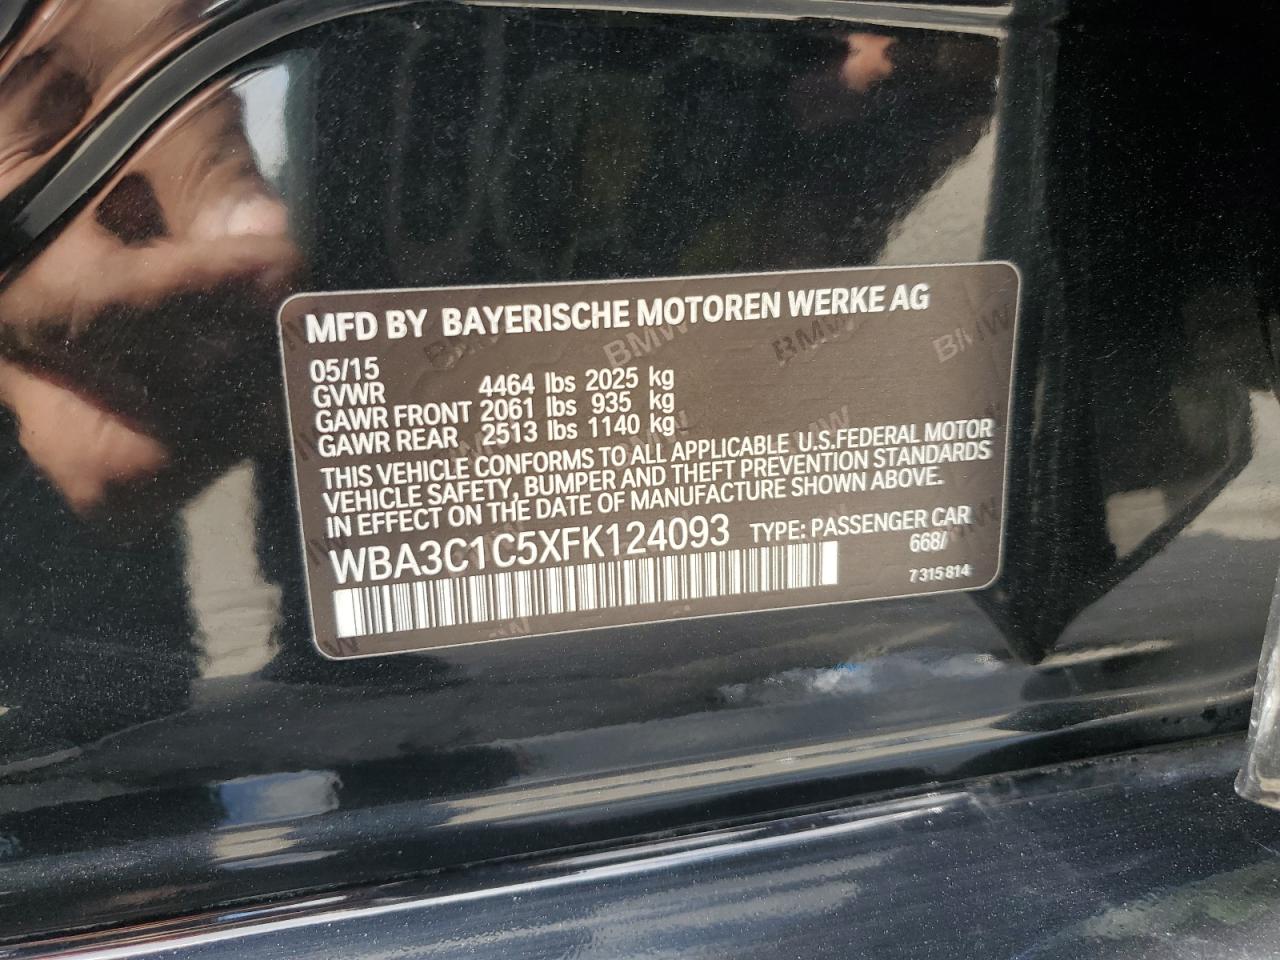 MFD BY BAYERISCHE MOTOREN WERKE AG
05/15
GVWR 4464 lbs 2025 kg
GAWR FRONT 2061 lbs 935 kg
GAWR REAR 2513 lbs 1140 kg
THIS VEHICLE CONFORMS TO ALL APPLICABLE U.S.FEDERAL MOTOR
VEHICLE SAFETY, BUMPER AND THEFT PREVENTION STANDARDS
IN EFFECT ON THE DATE OF MANUFACTURE SHOWN ABOVE.
WBA3C1C5XFK124093 TYPE: PASSENGER CAR
668/
7 315 814